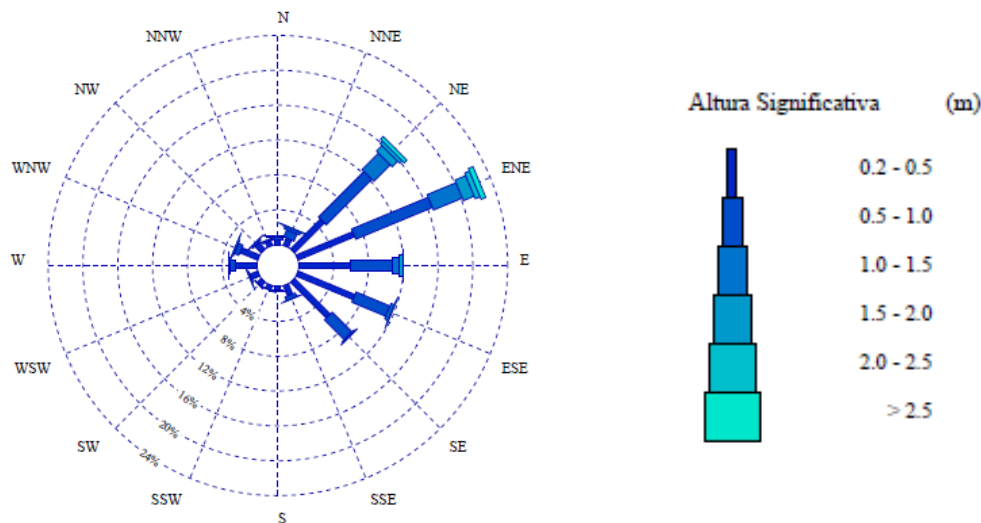 N
NNW
NNE
NW
NE
WNW
ENE
W
E
WSW
ESE
SW
SE
SSW
SSE
S
4%
8%
12%
16%
20%
24%
Altura Significativa (m)
0.2 - 0.5
0.5 - 1.0
1.0 - 1.5
1.5 - 2.0
2.0 - 2.5
> 2.5